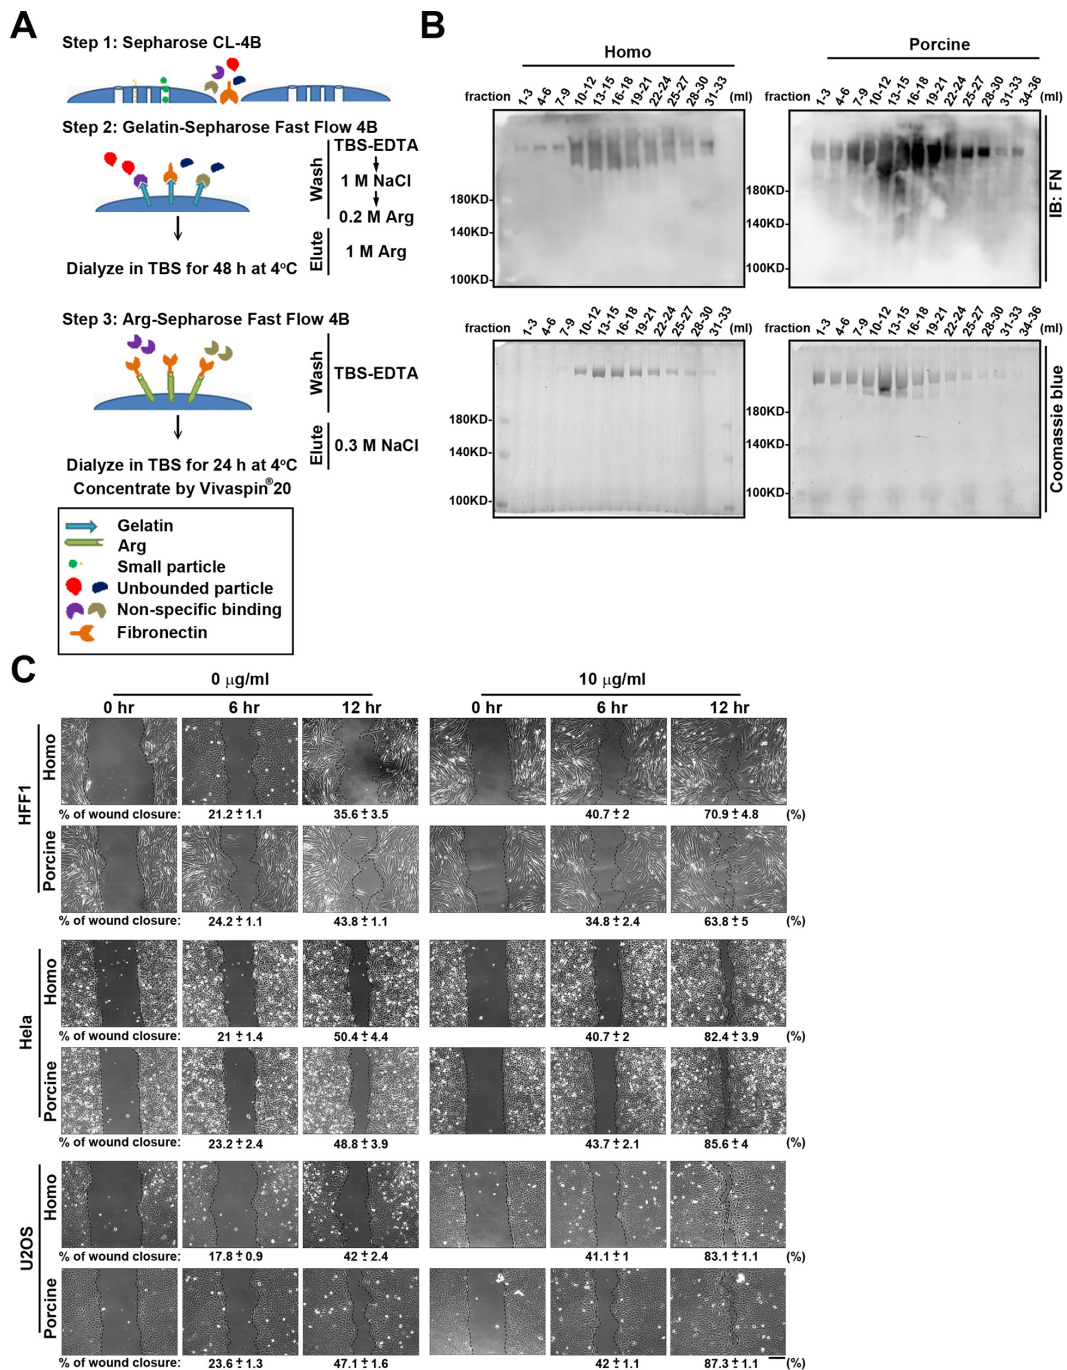 A
Step 1: Sepharose CL-4B
Step 2: Gelatin-Sepharose Fast Flow 4B
Wash
TBS-EDTA
1 M NaCl
0.2 M Arg
Elute
1 M Arg
Dialyze in TBS for 48 h at 4ºC
Step 3: Arg-Sepharose Fast Flow 4B
Wash
TBS-EDTA
Elute
0.3 M NaCl
Dialyze in TBS for 24 h at 4ºC
Concentrate by Vivaspin®20
Gelatin
Arg
Small particle
Unbounded particle
Non-specific binding
Fibronectin
B
Homo
Porcine
fraction 1-3 4-6 7-9 10-12 13-15 16-18 19-21 22-24 25-27 28-30 31-33 (ml)
1-3 4-6 7-9 10-12 13-15 16-18 19-21 22-24 25-27 28-30 31-33 34-36 (ml)
180KD
140KD
100KD
180KD
140KD
100KD
IB: FN
fraction 1-3 4-6 7-9 10-12 13-15 16-18 19-21 22-24 25-27 28-30 31-33 (ml)
fraction 1-3 4-6 7-9 10-12 13-15 16-18 19-21 22-24 25-27 28-30 31-33 34-36 (ml)
180KD
140KD
100KD
180KD
140KD
100KD
Coomassie blue
C
0 μg/ml
10 μg/ml
0 hr 6 hr 12 hr 0 hr 6 hr 12 hr
HFF1
Homo
% of wound closure: 21.2 ± 1.1 35.6 ± 3.5 40.7 ± 2 70.9 ± 4.8 (%)
Porcine
% of wound closure: 24.2 ± 1.1 43.8 ± 1.1 34.8 ± 2.4 63.8 ± 5 (%)
Hela
Homo
% of wound closure: 21 ± 1.4 50.4 ± 4.4 40.7 ± 2 82.4 ± 3.9 (%)
Porcine
% of wound closure: 23.2 ± 2.4 48.8 ± 3.9 43.7 ± 2.1 85.6 ± 4 (%)
U2OS
Homo
% of wound closure: 17.8 ± 0.9 42 ± 2.4 41.1 ± 1 83.1 ± 1.1 (%)
Porcine
% of wound closure: 23.6 ± 1.3 47.1 ± 1.6 42 ± 1.1 87.3 ± 1.1 (%)